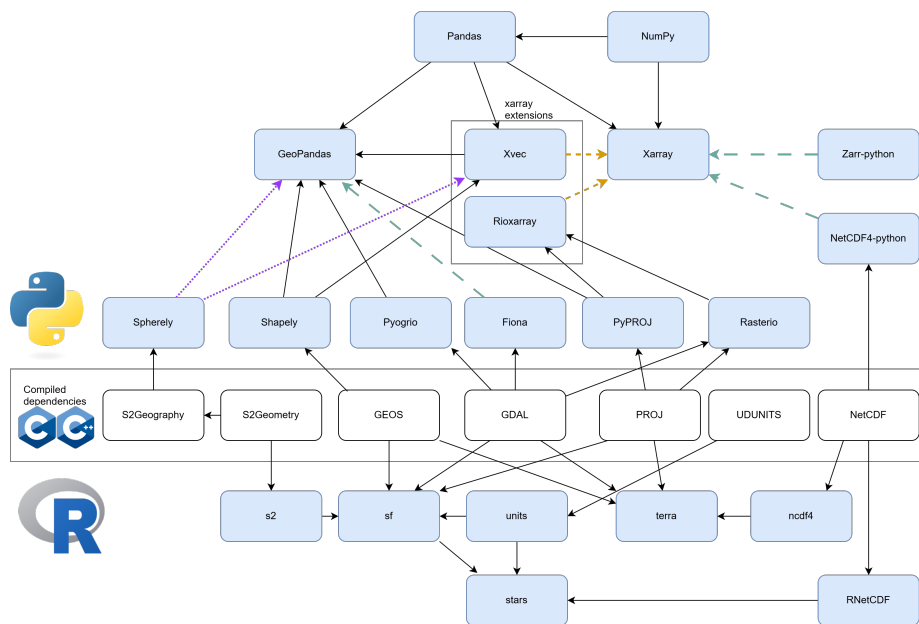 Pandas
NumPy
xarray
extensions
GeoPandas
Xvec
Xarray
Zarr-python
Rioxarray
NetCDF4-python
Spherely
Shapely
Pyogrio
Fiona
PyPROJ
Rasterio
Compiled
dependencies
C
C++
S2Geography
S2Geometry
GEOS
GDAL
PROJ
UDUNITS
NetCDF
R
s2
sf
units
terra
ncdf4
stars
RNetCDF